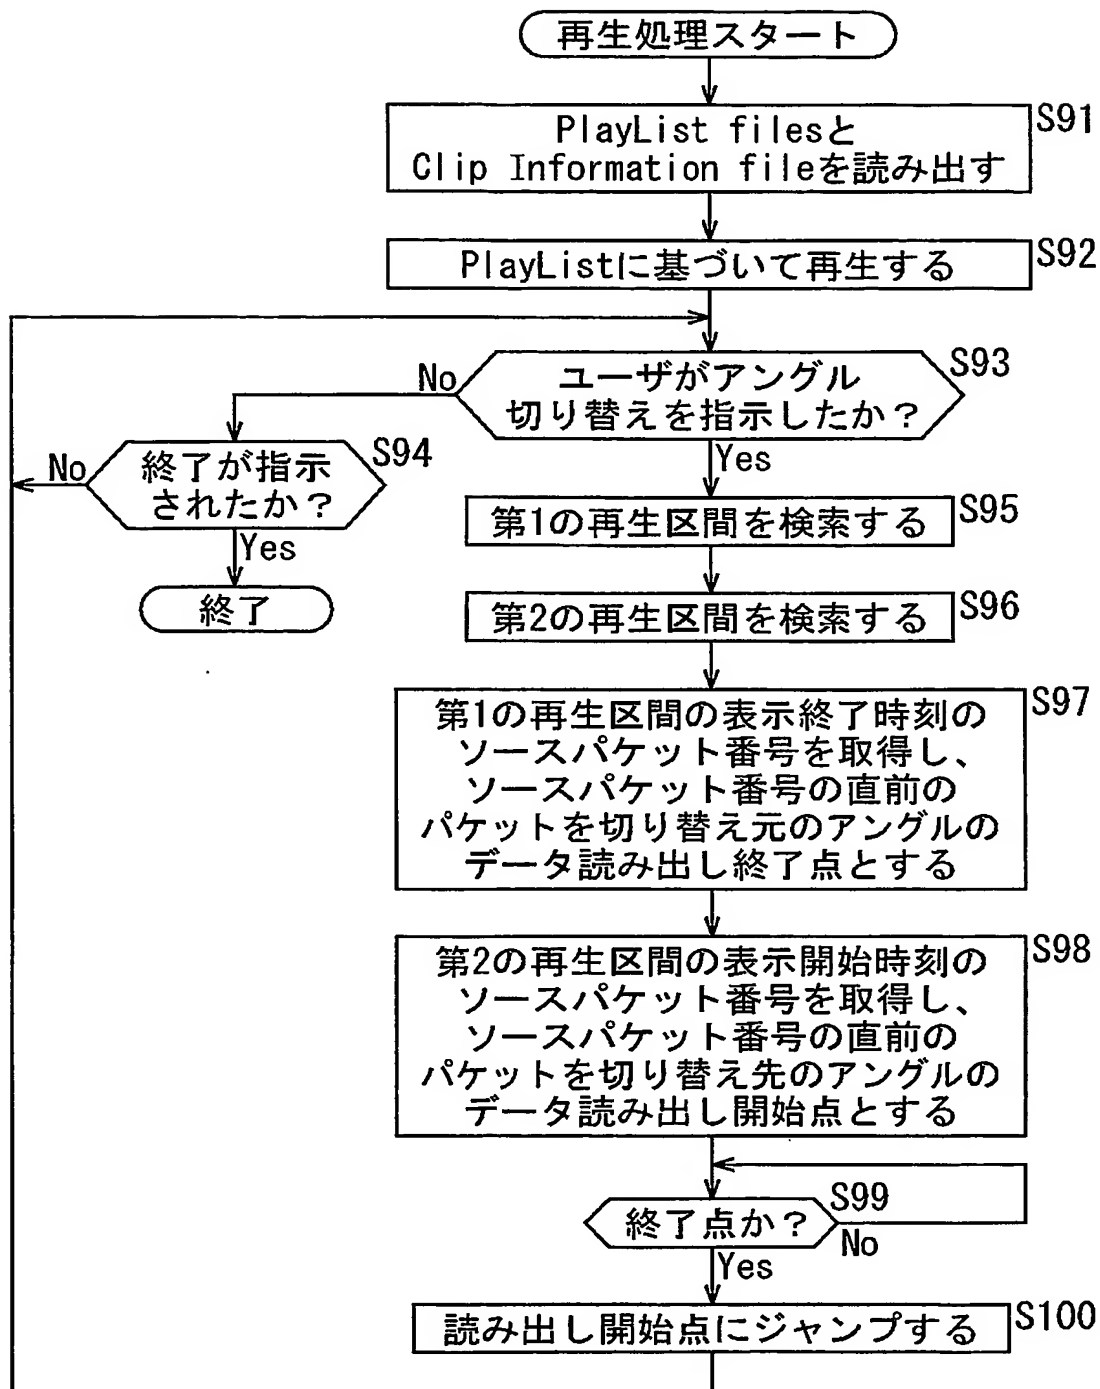 再生処理スタート
PlayList filesと
Clip Information fileを読み出す
S91
PlayListに基づいて再生する
S92
ユーザがアングル
切り替えを指示したか？
S93
No
Yes
終了が指示
されたか？
S94
No
Yes
終了
第1の再生区間を検索する
S95
第2の再生区間を検索する
S96
第1の再生区間の表示終了時刻の
ソースパケット番号を取得し、
ソースパケット番号の直前の
パケットを切り替え元のアングルの
データ読み出し終了点とする
S97
第2の再生区間の表示開始時刻の
ソースパケット番号を取得し、
ソースパケット番号の直前の
パケットを切り替え先のアングルの
データ読み出し開始点とする
S98
終了点か？
S99
No
Yes
読み出し開始点にジャンプする
S100